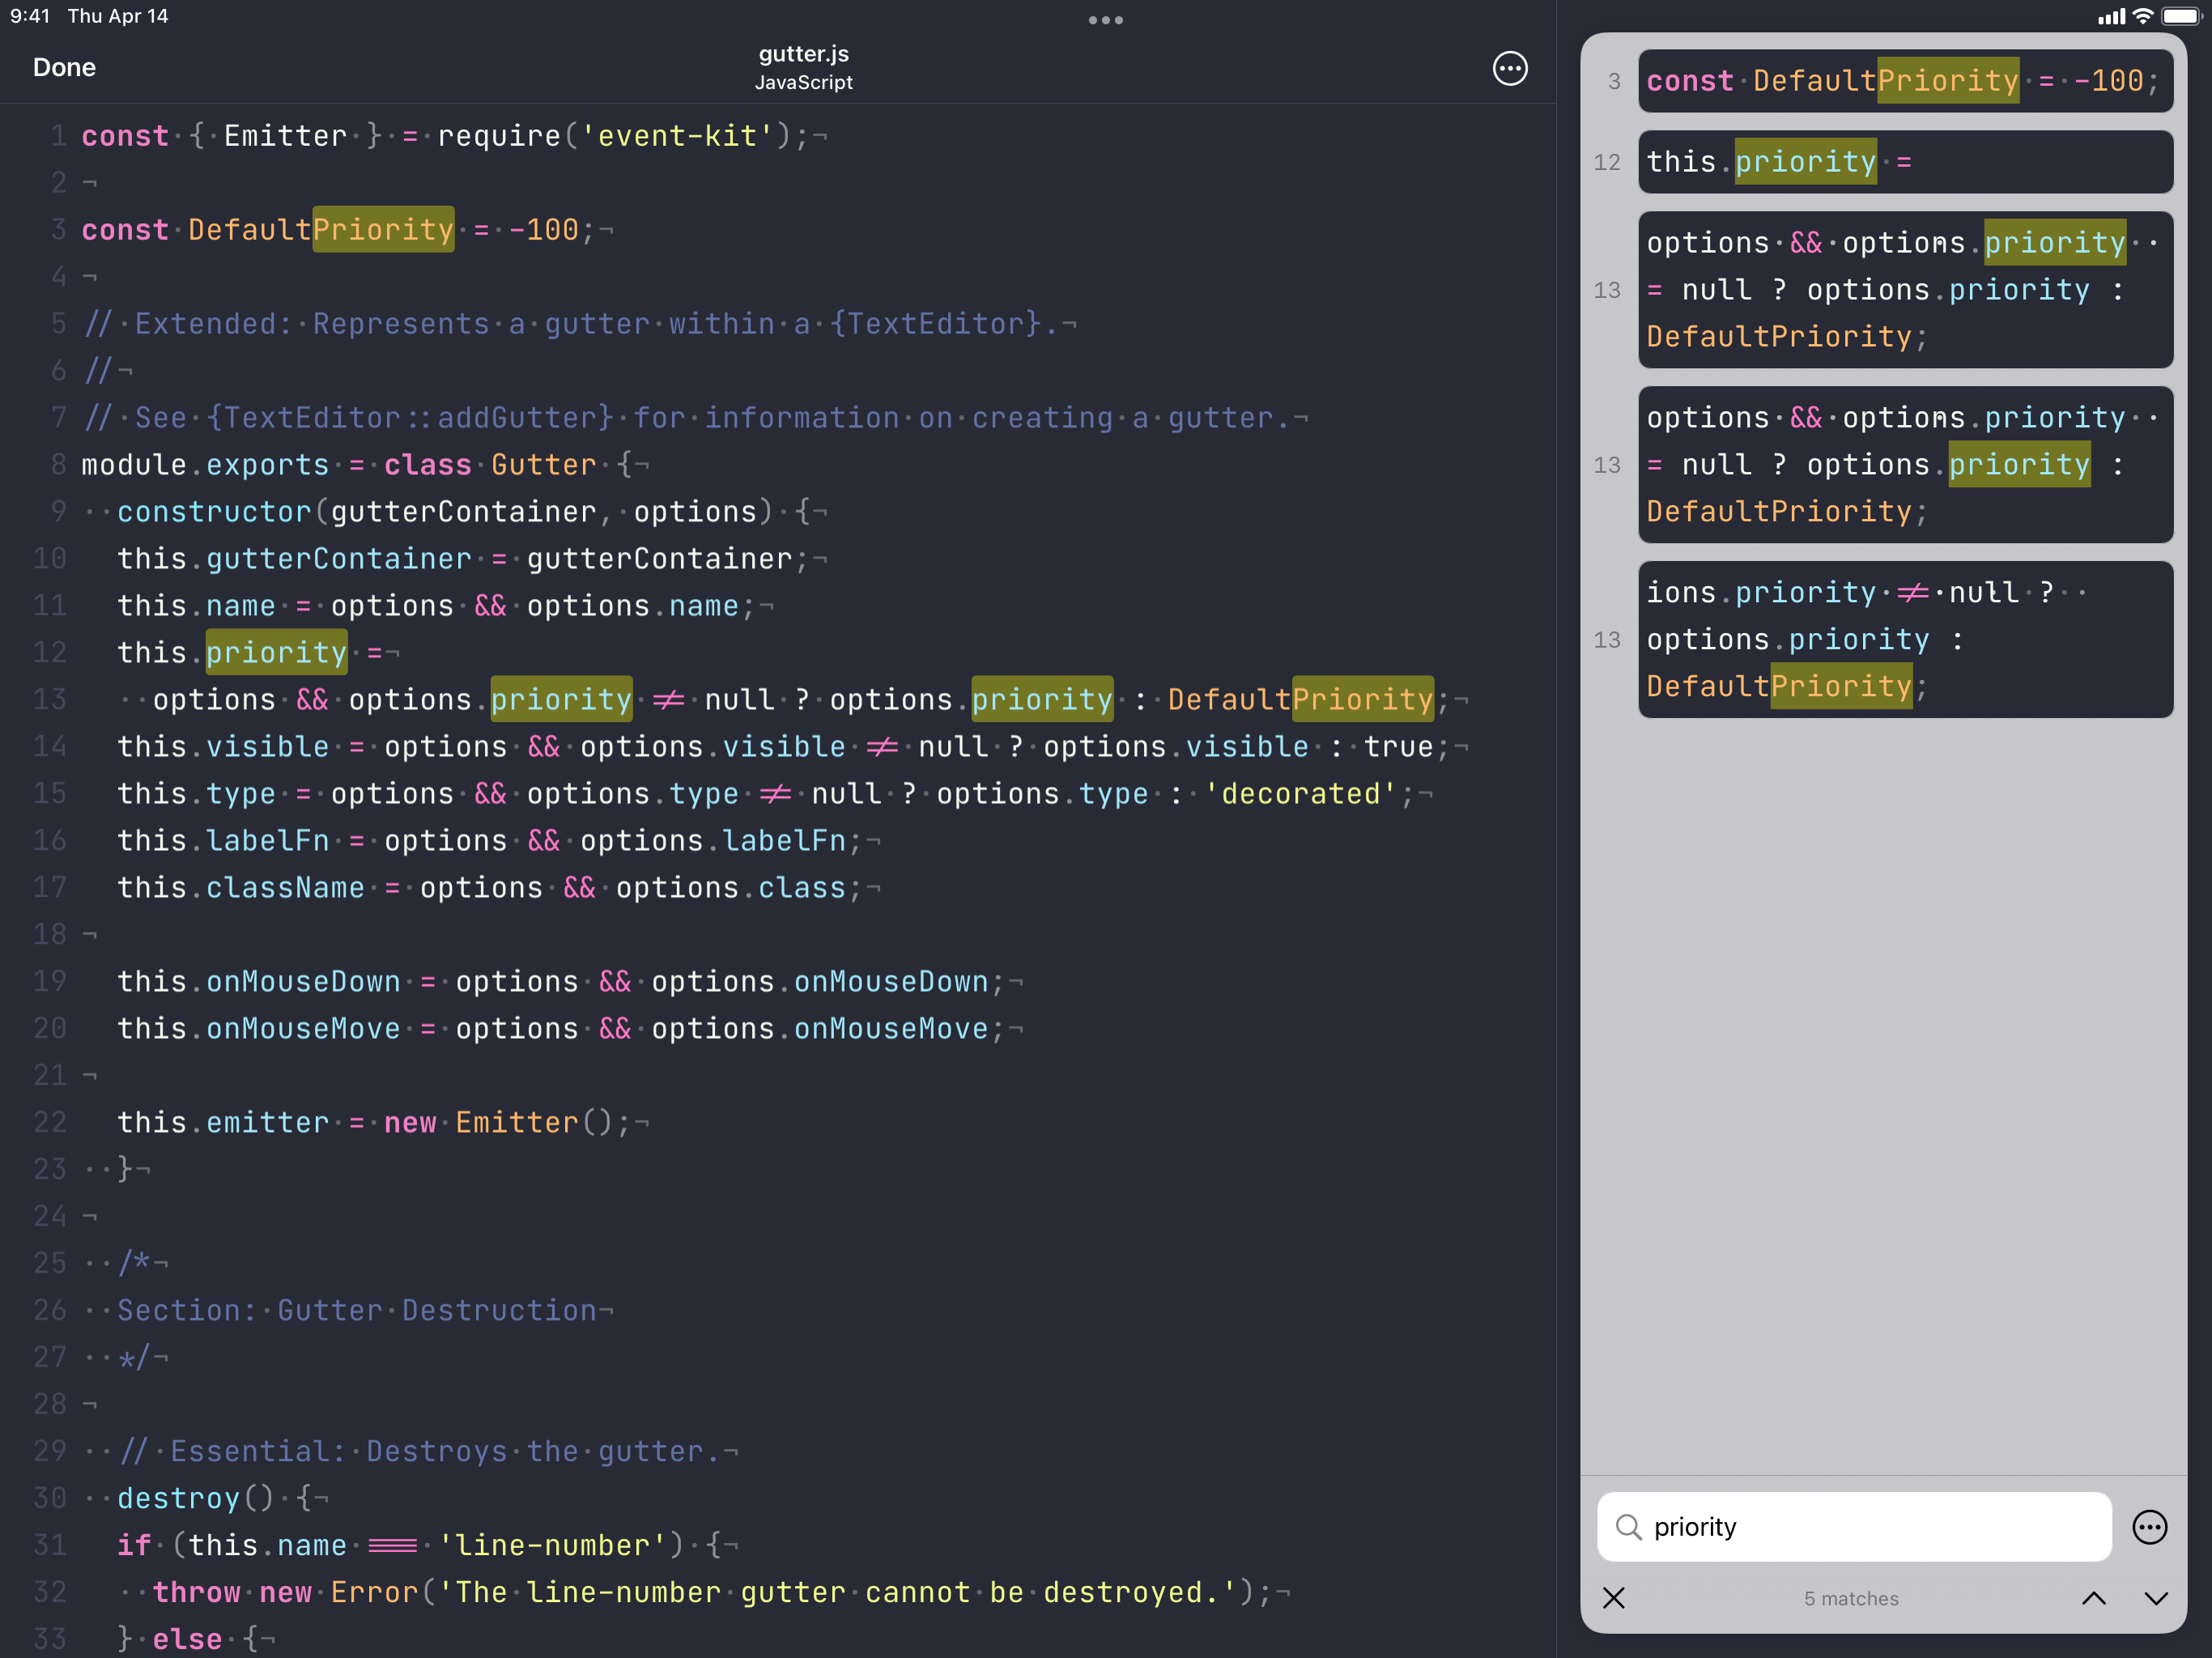 9:41 Thu Apr 14
Done
gutter.js
JavaScript
1 const { Emitter } = require('event-kit');¬
2 ¬
3 const DefaultPriority = -100;¬
4 ¬
5 // Extended: Represents a gutter within a {TextEditor}.¬
6 //¬
7 // See {TextEditor::addGutter} for information on creating a gutter.¬
8 module.exports = class Gutter {¬
9 constructor(gutterContainer, options) {¬
10 this.gutterContainer = gutterContainer;¬
11 this.name = options && options.name;¬
12 this.priority =¬
13 options && options.priority != null ? options.priority : DefaultPriority;¬
14 this.visible = options && options.visible != null ? options.visible : true;¬
15 this.type = options && options.type != null ? options.type : 'decorated';¬
16 this.labelFn = options && options.labelFn;¬
17 this.className = options && options.class;¬
18 ¬
19 this.onMouseDown = options && options.onMouseDown;¬
20 this.onMouseMove = options && options.onMouseMove;¬
21 ¬
22 this.emitter = new Emitter();¬
23 }¬
24 ¬
25 /*¬
26 Section: Gutter Destruction¬
27 */¬
28 ¬
29 // Essential: Destroys the gutter.¬
30 destroy() {¬
31 if (this.name === 'line-number') {¬
32 throw new Error('The line-number gutter cannot be destroyed.');¬
33 } else {¬
3 const DefaultPriority = -100;
12 this.priority =
options && options.priority
13 = null ? options.priority :
DefaultPriority;
options && options.priority
13 = null ? options.priority :
DefaultPriority;
ions.priority != null ?
13 options.priority :
DefaultPriority;
priority
5 matches